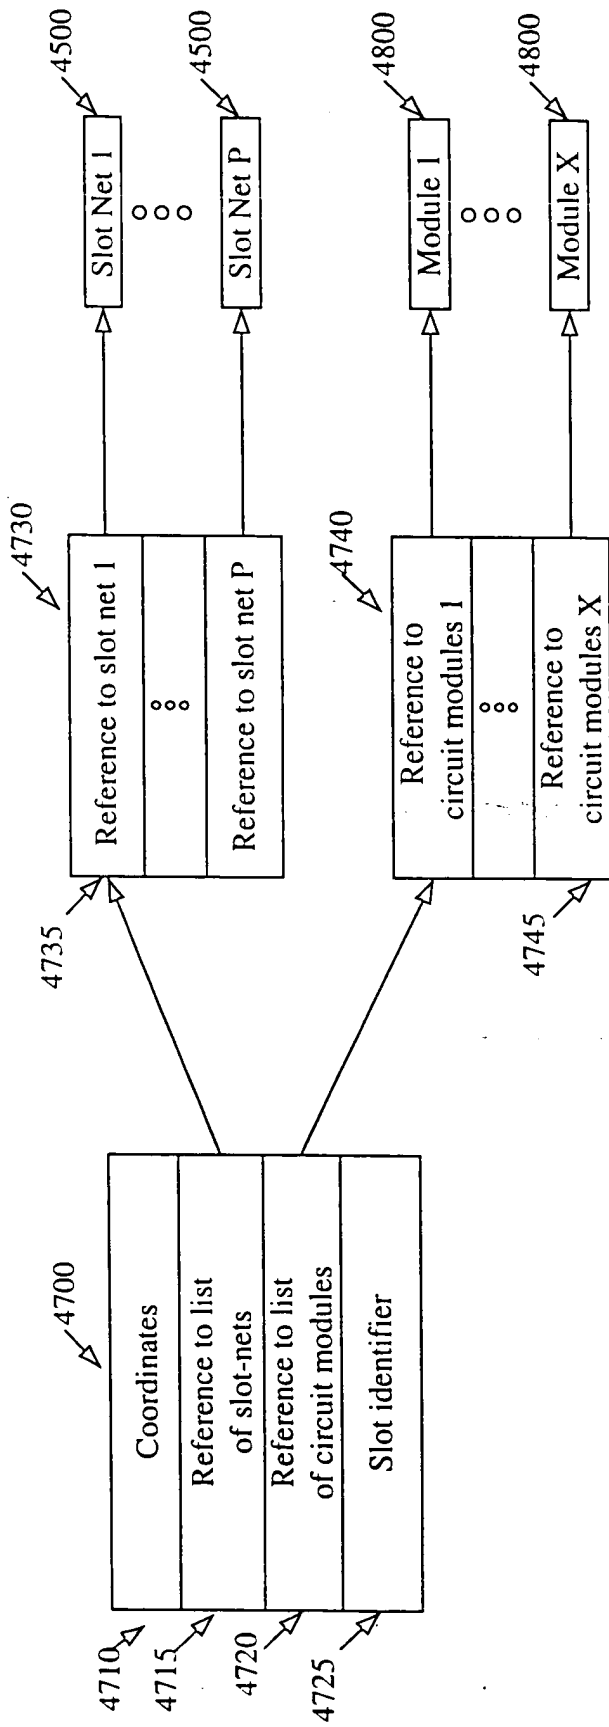 4700
4710
Coordinates
4715
Reference to list
of slot-nets
4720
Reference to list
of circuit modules
4725
Slot identifier
4730
4735
Reference to slot net 1
Reference to slot net P
4740
Reference to
circuit modules 1
4745
Reference to
circuit modules X
4500
Slot Net 1
4500
Slot Net P
4800
Module 1
4800
Module X